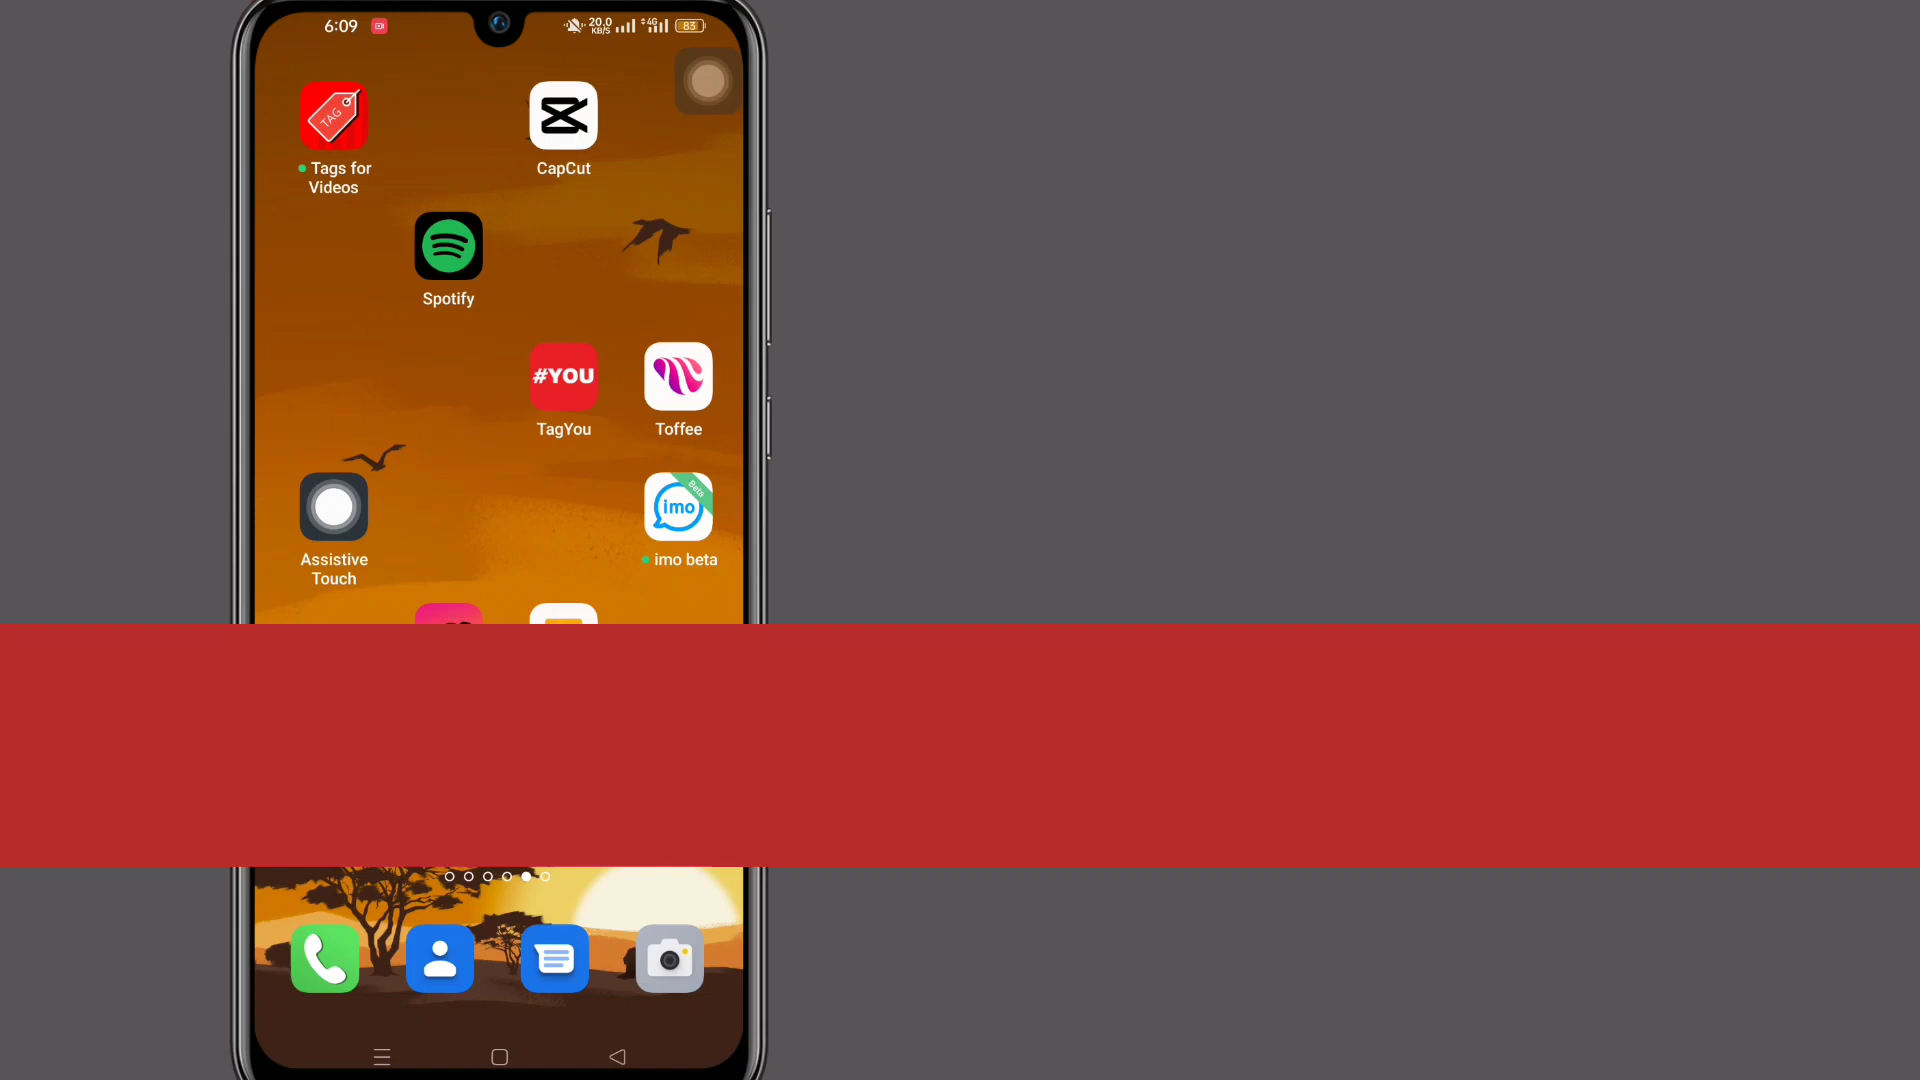 6:09
20.0
KB/S
4G
83
TAG
Tags for
Videos
CapCut
Spotify
#YOU
TagYou
Toffee
Assistive
Touch
Beta
imo
imo beta